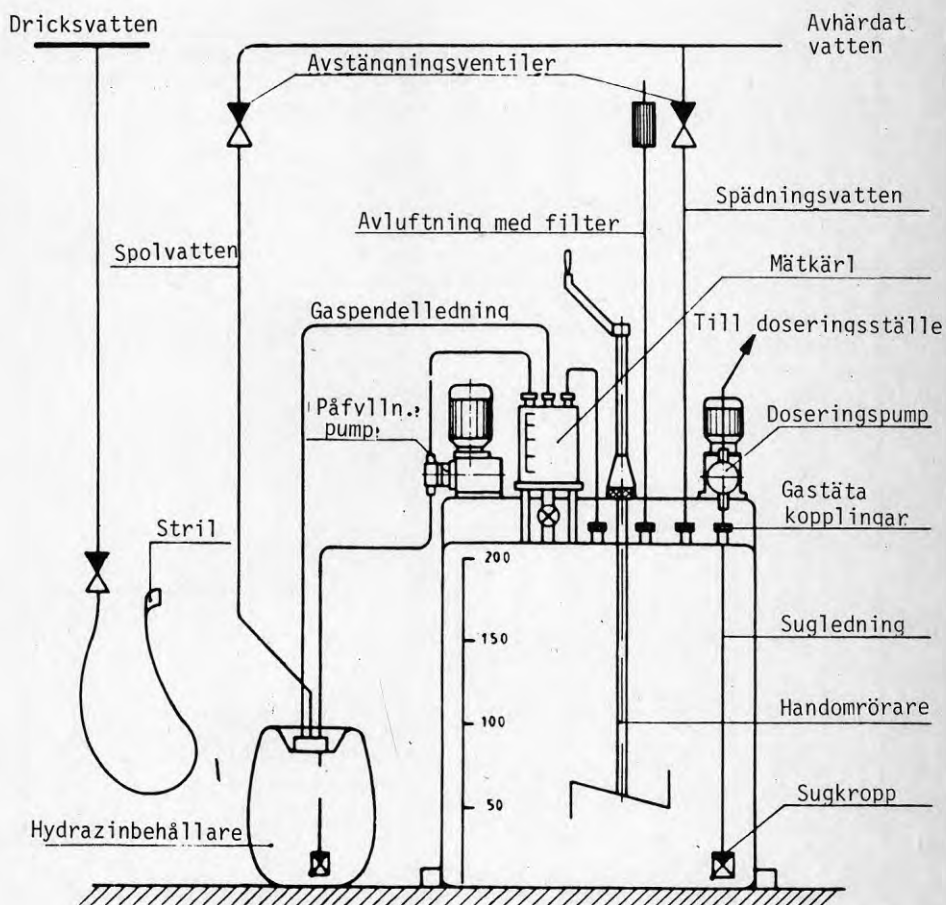 Dricksvatten
Avhärdat
vatten
Avstängningsventiler
Spädningsvatten
Avluftning med filter
Spolvatten
Mätkärl
Gaspendelledning
Till doseringsställe
Påfylln.
pump
Doseringspump
Gastäta
kopplingar
Stril
200
Sugledning
150
Handomrörare
100
Sugkropp
50
Hydrazinbehållare